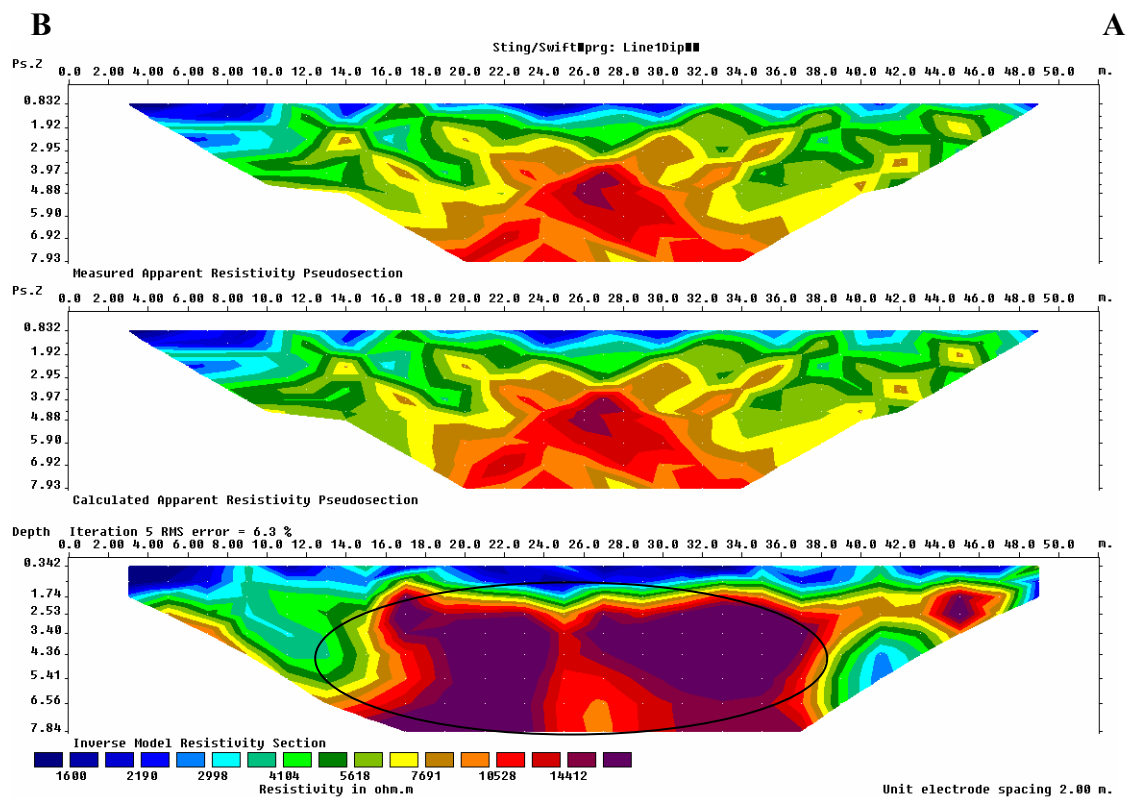 B A
Sting/Swift■prg: Line1Dip■■
Ps.Z 0.0 2.00 4.00 6.00 8.00 10.0 12.0 14.0 16.0 18.0 20.0 22.0 24.0 26.0 28.0 30.0 32.0 34.0 36.0 38.0 40.0 42.0 44.0 46.0 48.0 50.0 m.
0.832
1.92
2.95
3.97
4.88
5.90
6.92
7.93
Measured Apparent Resistivity Pseudosection
Ps.Z 0.0 2.00 4.00 6.00 8.00 10.0 12.0 14.0 16.0 18.0 20.0 22.0 24.0 26.0 28.0 30.0 32.0 34.0 36.0 38.0 40.0 42.0 44.0 46.0 48.0 50.0 m.
0.832
1.92
2.95
3.97
4.88
5.90
6.92
7.93
Calculated Apparent Resistivity Pseudosection
Depth Iteration 5 RMS error = 6.3 %
0.0 2.00 4.00 6.00 8.00 10.0 12.0 14.0 16.0 18.0 20.0 22.0 24.0 26.0 28.0 30.0 32.0 34.0 36.0 38.0 40.0 42.0 44.0 46.0 48.0 50.0 m.
0.342
1.74
2.53
3.40
4.36
5.41
6.56
7.84
Inverse Model Resistivity Section
1600 2190 2998 4104 5618 7691 10528 14412
Resistivity in ohm.m Unit electrode spacing 2.00 m.